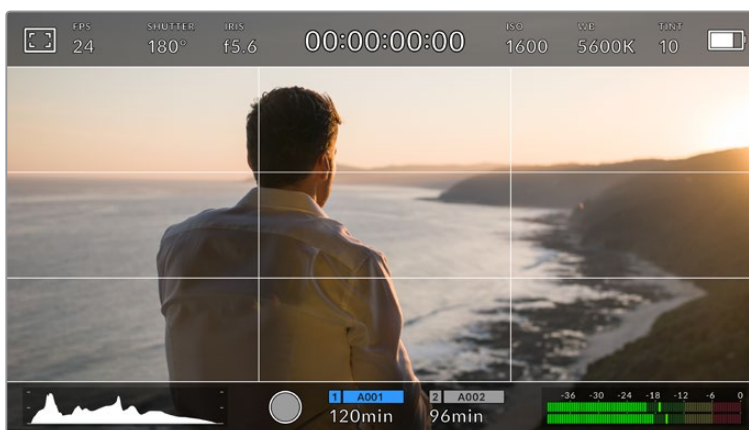 FPS SHUTTER IRIS ISO WB TINT
24 180° f5.6 00:00:00:00 1600 5600K 10
1 A001 2 A002
120min 96min
-36 -30 -24 -18 -12 -6 0